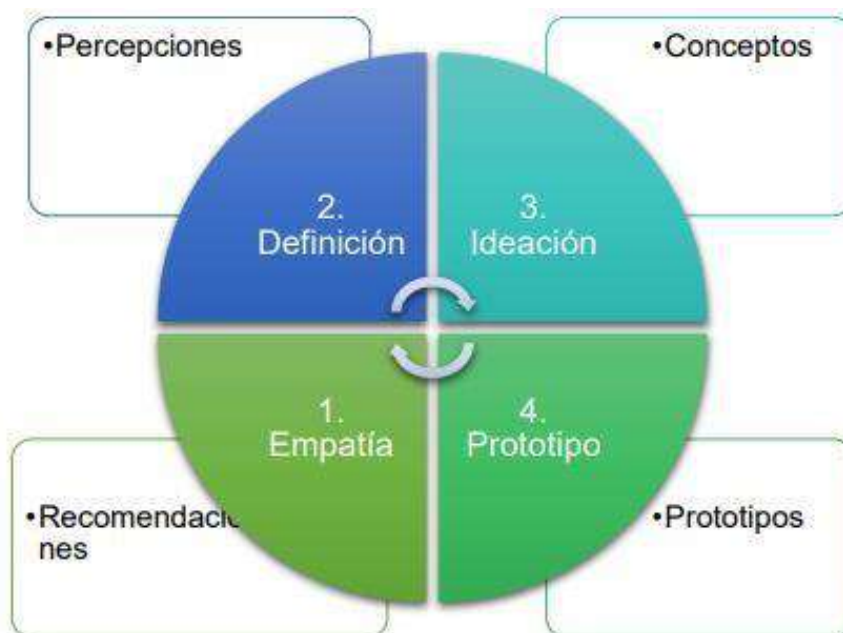 •Percepciones
•Conceptos
2.
Definición
3.
Ideación
1.
Empatía
4.
Prototipo
•Recomendacio
nes
•Prototipos